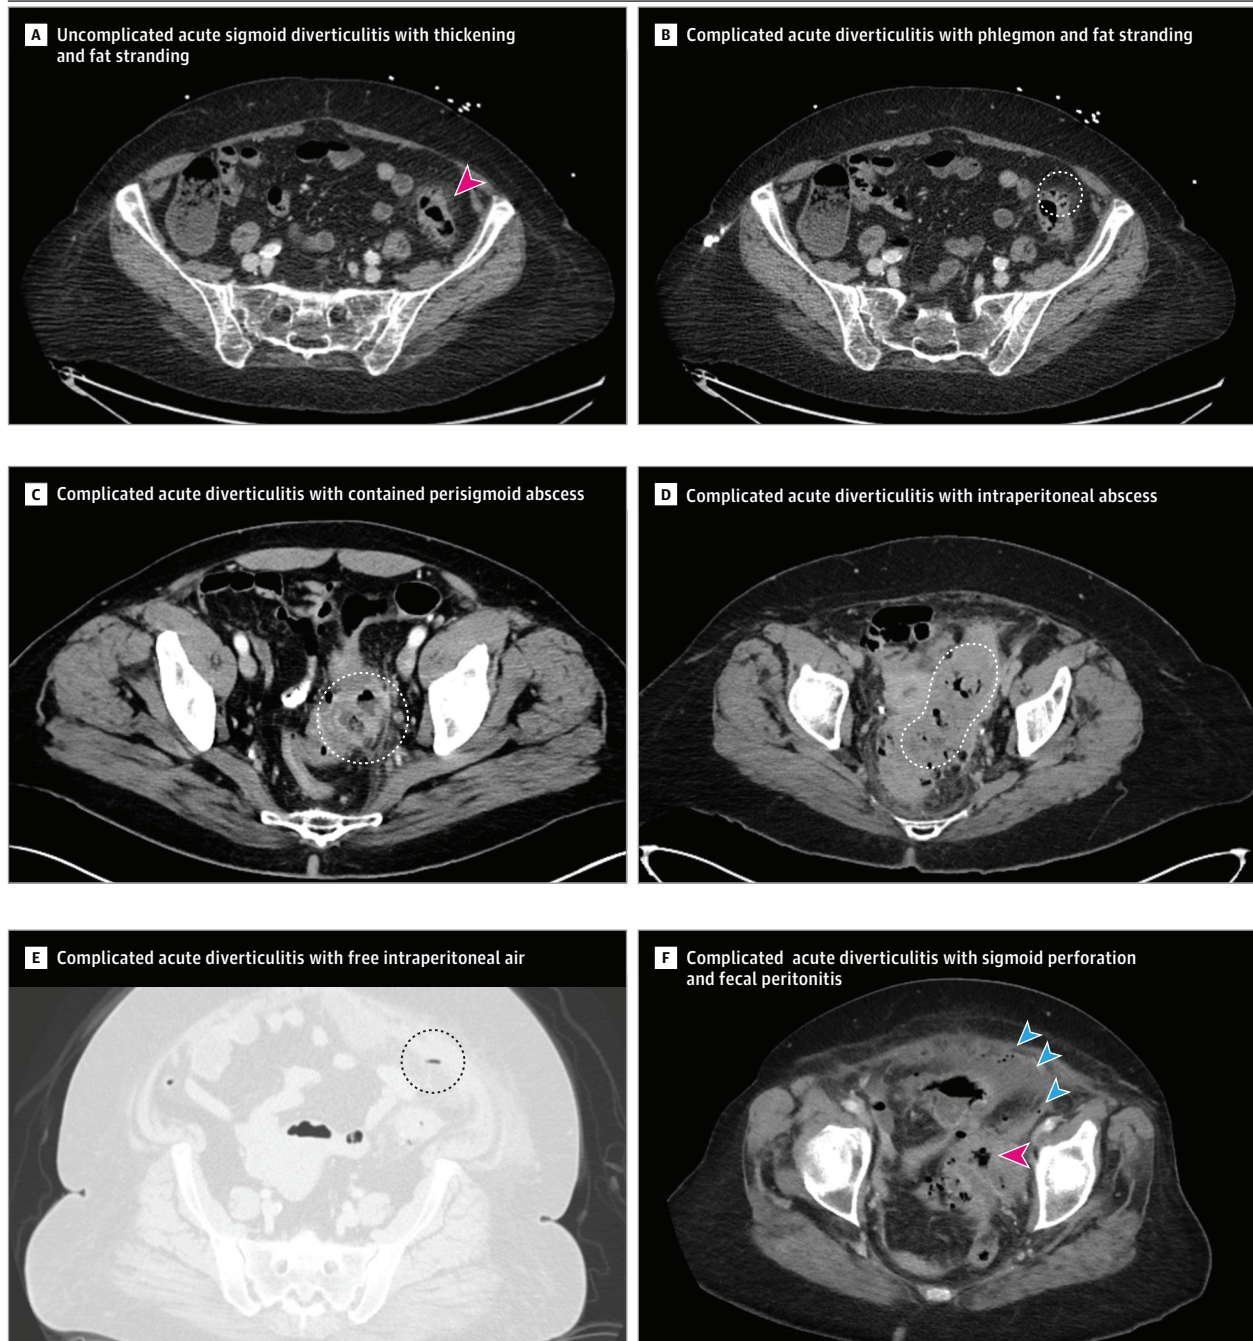 A Uncomplicated acute sigmoid diverticulitis with thickening
and fat stranding
B Complicated acute diverticulitis with phlegmon and fat stranding
C Complicated acute diverticulitis with contained perisigmoid abscess
D Complicated acute diverticulitis with intraperitoneal abscess
E Complicated acute diverticulitis with free intraperitoneal air
F Complicated acute diverticulitis with sigmoid perforation
and fecal peritonitis